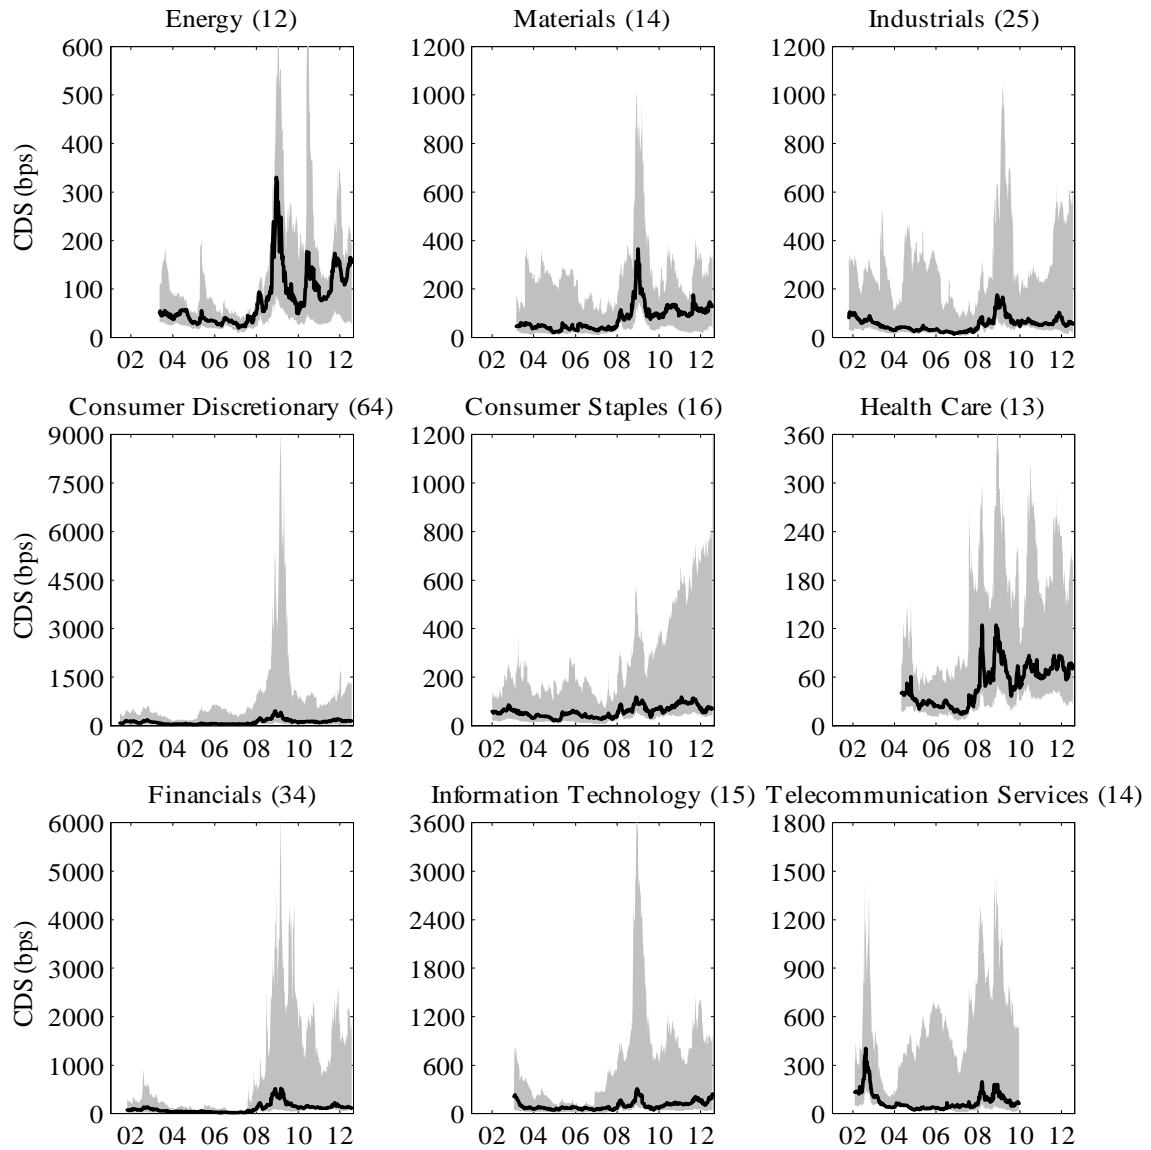 Energy (12) Materials (14) Industrials (25)
CDS (bps)
600 500 400 300 200 100 0
02 04 06 08 10 12
1200 1000 800 600 400 200 0
02 04 06 08 10 12
1200 1000 800 600 400 200 0
02 04 06 08 10 12
Consumer Discretionary (64) Consumer Staples (16) Health Care (13)
CDS (bps)
9000 7500 6000 4500 3000 1500 0
02 04 06 08 10 12
1200 1000 800 600 400 200 0
02 04 06 08 10 12
360 300 240 180 120 60 0
02 04 06 08 10 12
Financials (34) Information Technology (15) Telecommunication Services (14)
CDS (bps)
6000 5000 4000 3000 2000 1000 0
02 04 06 08 10 12
3600 3000 2400 1800 1200 600 0
02 04 06 08 10 12
1800 1500 1200 900 600 300 0
02 04 06 08 10 12